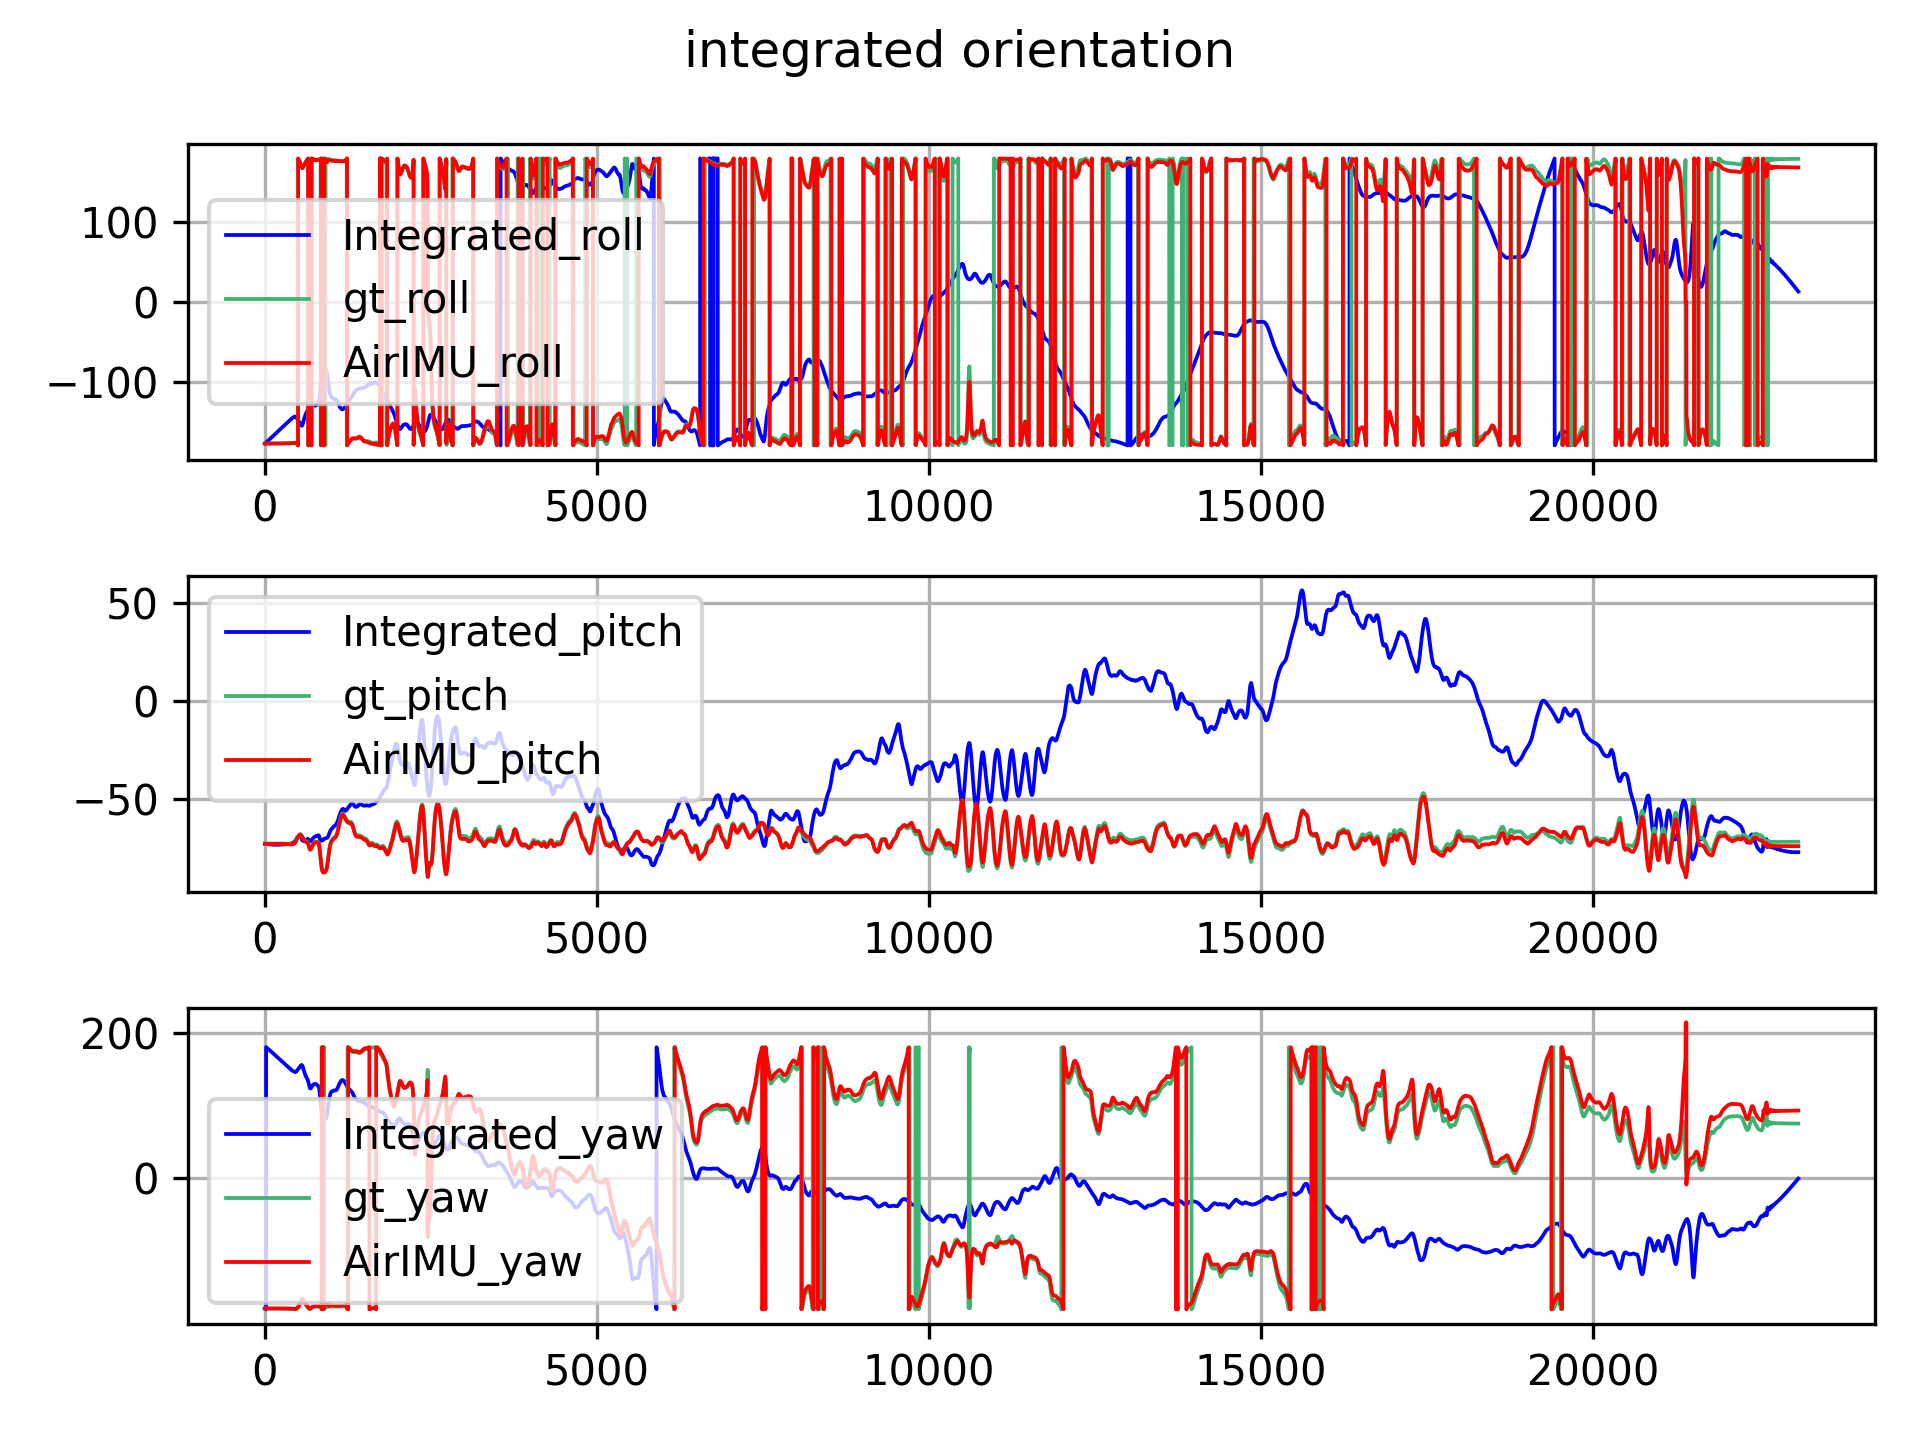 integrated orientation
100
0
−100
Integrated_roll
gt_roll
AirIMU_roll
0 5000 10000 15000 20000
50
0
−50
Integrated_pitch
gt_pitch
AirIMU_pitch
0 5000 10000 15000 20000
200
0
Integrated_yaw
gt_yaw
AirIMU_yaw
0 5000 10000 15000 20000